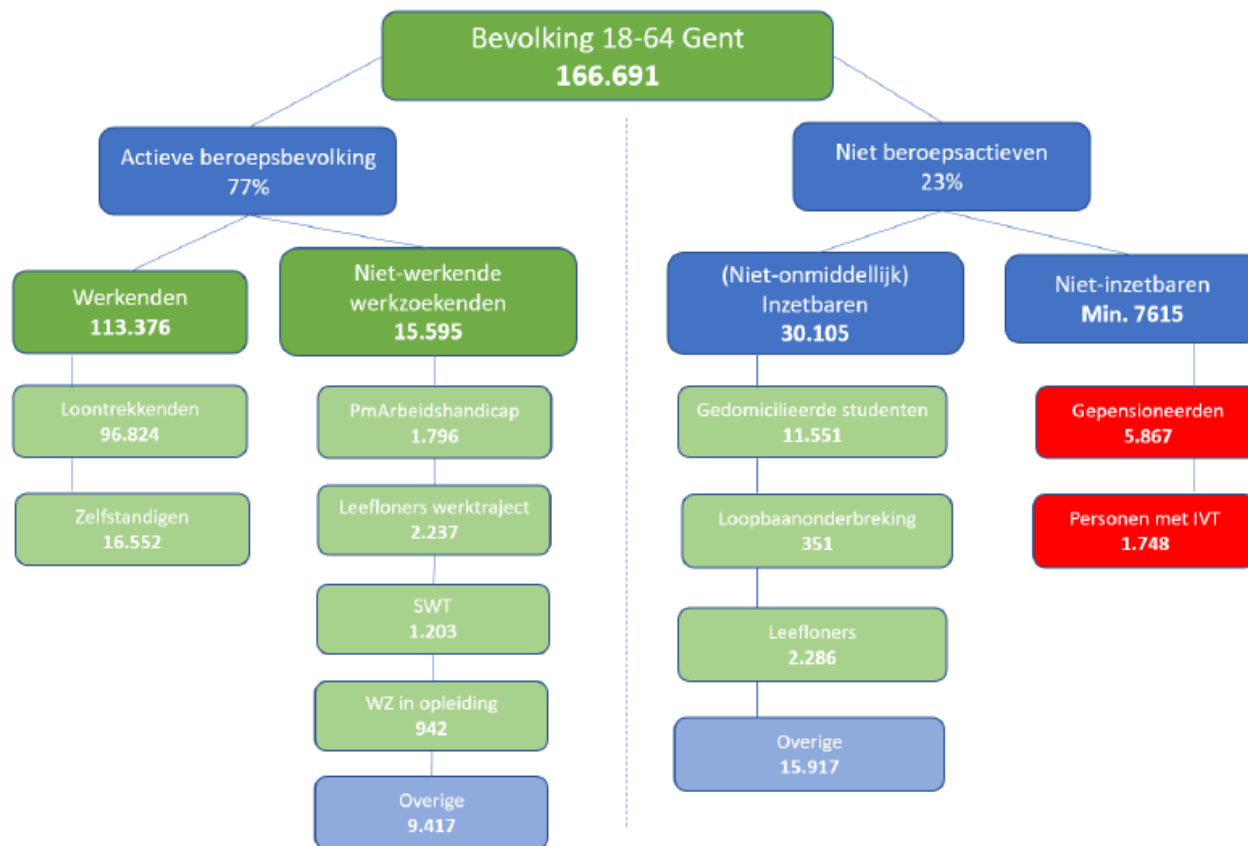 Bevolking 18-64 Gent
166.691
Actieve beroepsbevolking
77%
Niet beroepsactieven
23%
Werkenden
113.376
Niet-werkende
werkzoekenden
15.595
(Niet-onmiddellijk)
Inzetbaren
30.105
Niet-inzetbaren
Min. 7615
Loontrekkenden
96.824
PmArbeidshandicap
1.796
Gedomicilieerde studenten
11.551
Gepensioneerden
5.867
Zelfstandigen
16.552
Leefloners werktraject
2.237
Loopbaanonderbreking
351
Personen met IVT
1.748
SWT
1.203
Leefloners
2.286
WZ in opleiding
942
Overige
15.917
Overige
9.417